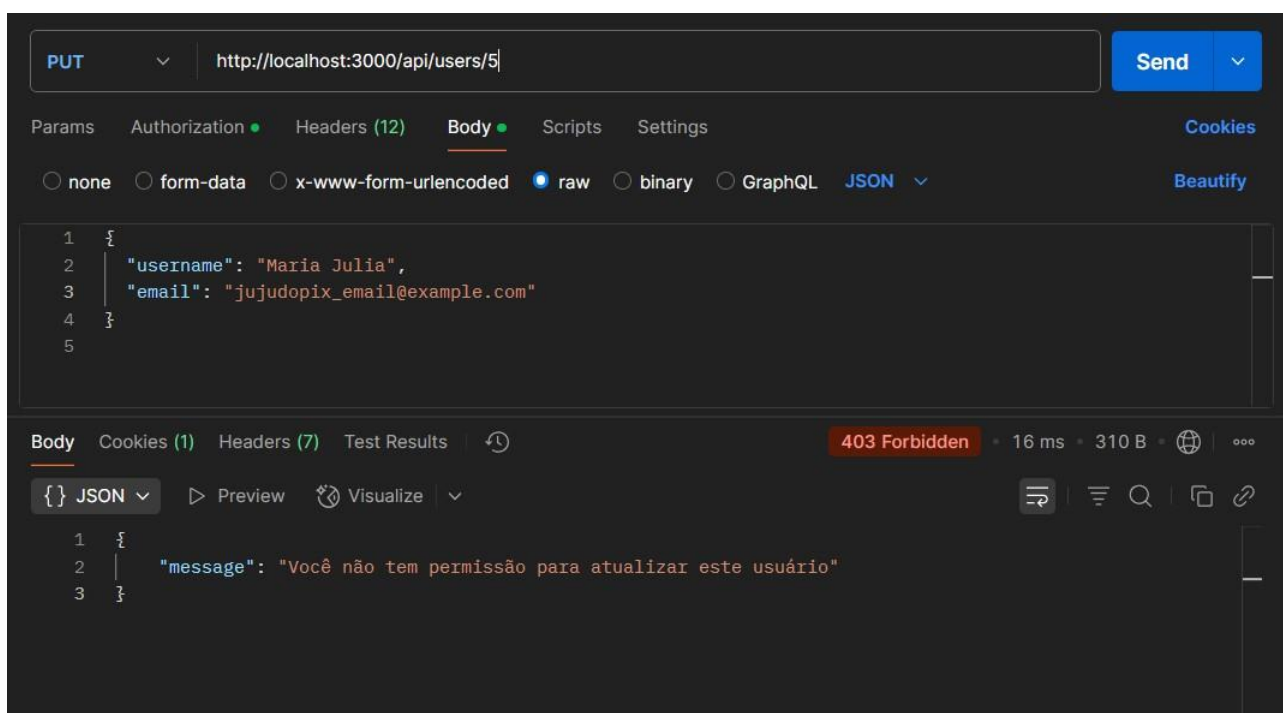 PUT http://localhost:3000/api/users/5 Send
Params Authorization Headers (12) Body Scripts Settings Cookies
none form-data x-www-form-urlencoded raw binary GraphQL JSON Beautify
1 {
2 "username": "Maria Julia",
3 "email": "jujudopix_email@example.com"
4 }
5
Body Cookies (1) Headers (7) Test Results 403 Forbidden 16 ms 310 B
{} JSON Preview Visualize
1 {
2 "message": "Você não tem permissão para atualizar este usuário"
3 }